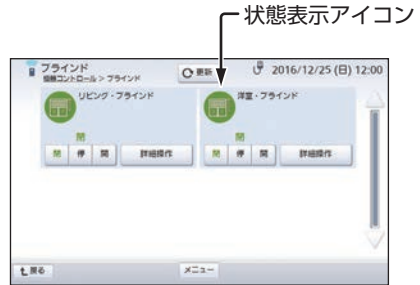 状態表示アイコン
ブラインド
機器コントロール > ブラインド
更新
2016/12/25 (日) 12:00
リビング・ブラインド
洋室・ブラインド
閉
閉
閉 停 開 詳細操作
閉 停 開 詳細操作
戻る
メニュー